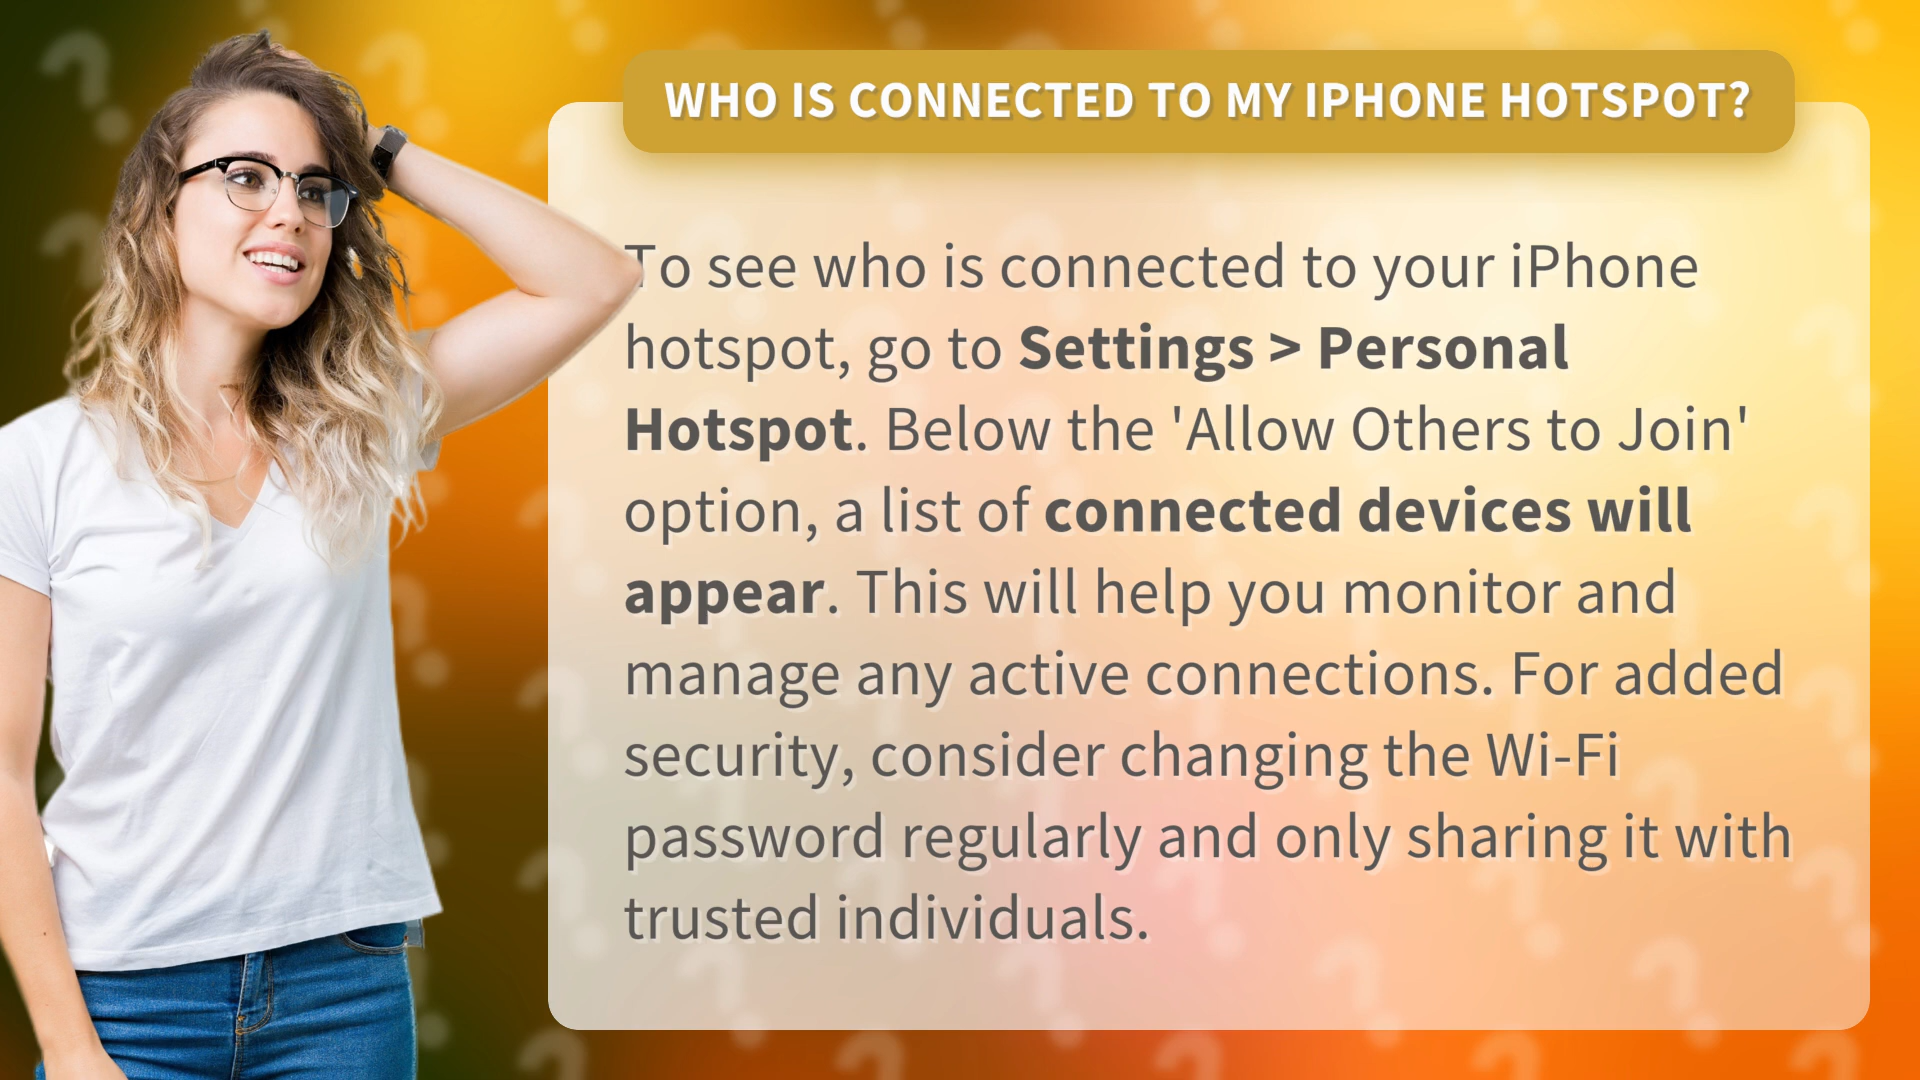 WHO IS CONNECTED TO MY IPHONE HOTSPOT?
To see who is connected to your iPhone
hotspot, go to Settings > Personal
Hotspot. Below the 'Allow Others to Join'
option, a list of connected devices will
appear. This will help you monitor and
manage any active connections. For added
security, consider changing the Wi-Fi
password regularly and only sharing it with
trusted individuals.